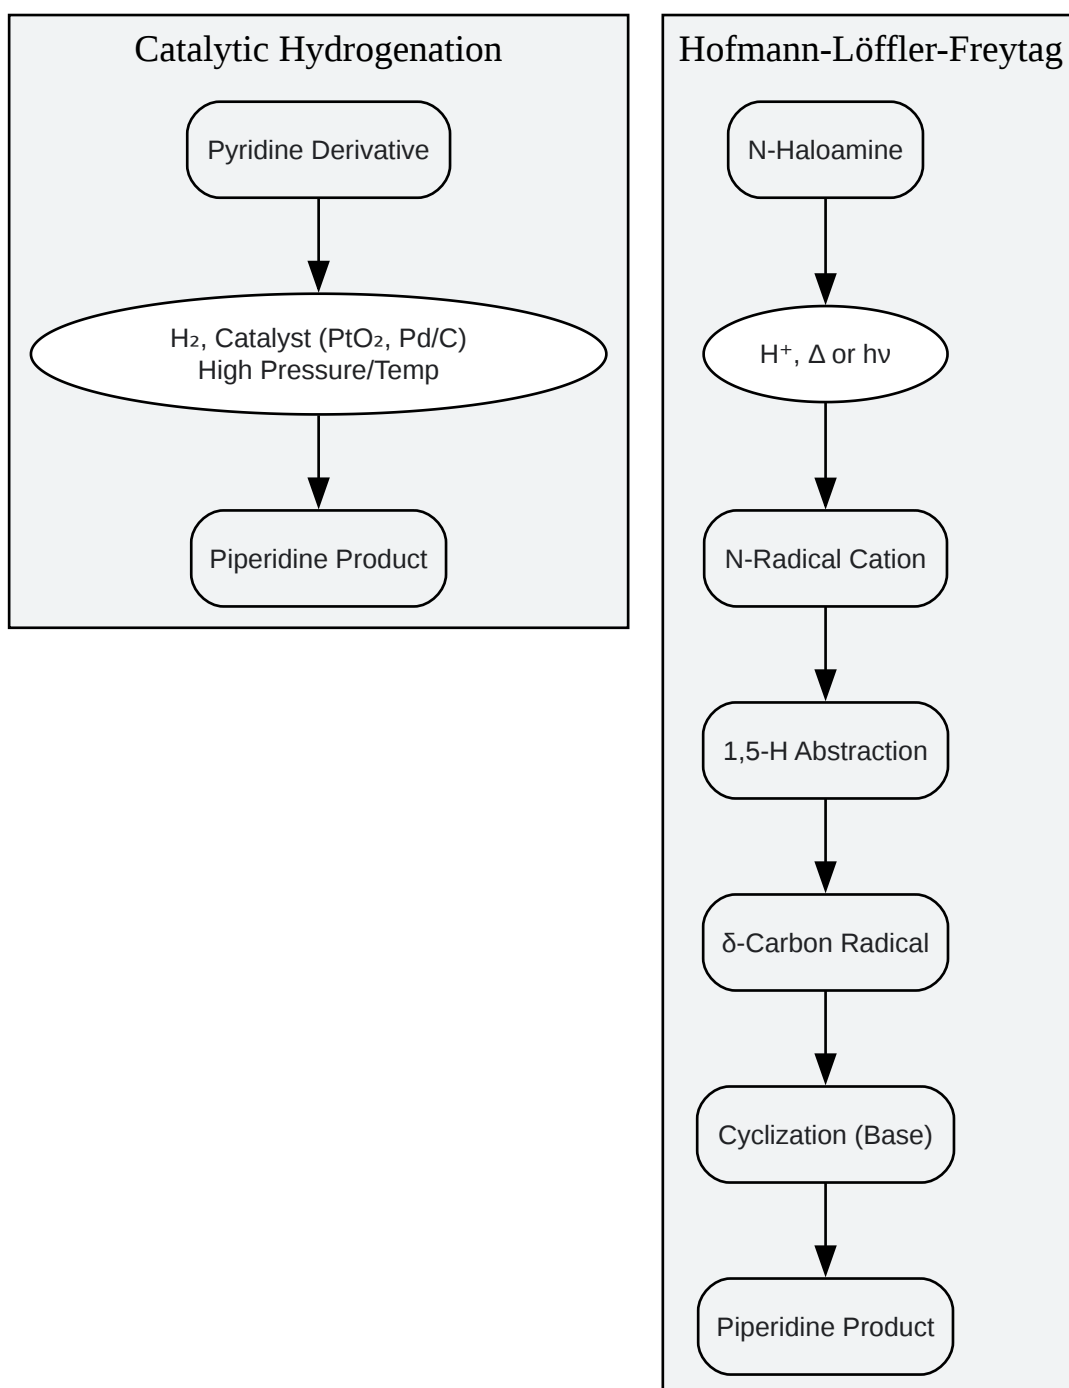 Catalytic Hydrogenation
Pyridine Derivative
H₂, Catalyst (PtO₂, Pd/C)
High Pressure/Temp
Piperidine Product
Hofmann-Löffler-Freytag
N-Haloamine
H⁺, Δ or hν
N-Radical Cation
1,5-H Abstraction
δ-Carbon Radical
Cyclization (Base)
Piperidine Product